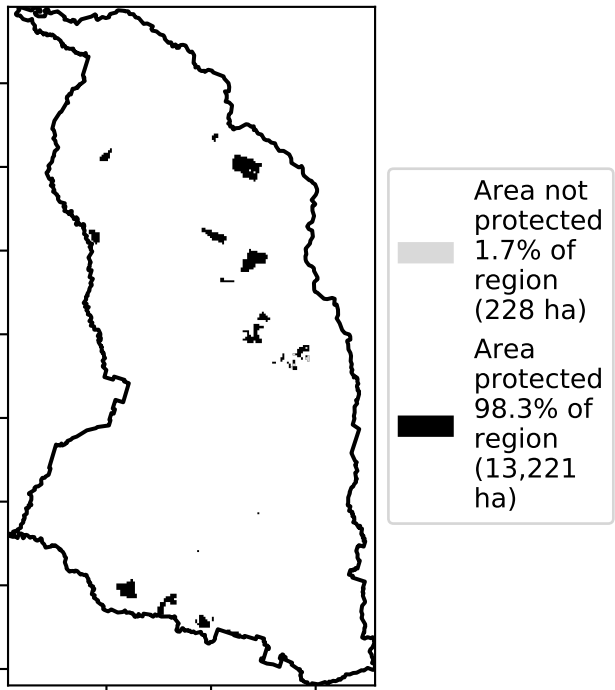 Area not
protected
1.7% of
region
(228 ha)
Area
protected
98.3% of
region
(13,221
ha)